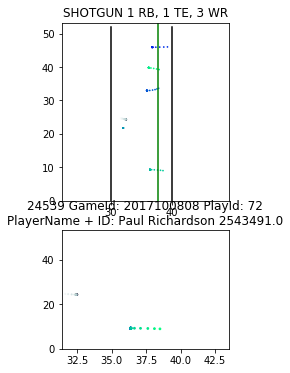 SHOTGUN 1 RB, 1 TE, 3 WR
50
40
30
20
10
0
30 40
24539 GameId: 2017100808 PlayId: 72
PlayerName + ID: Paul Richardson 2543491.0
40
20
0
32.5 35.0 37.5 40.0 42.5